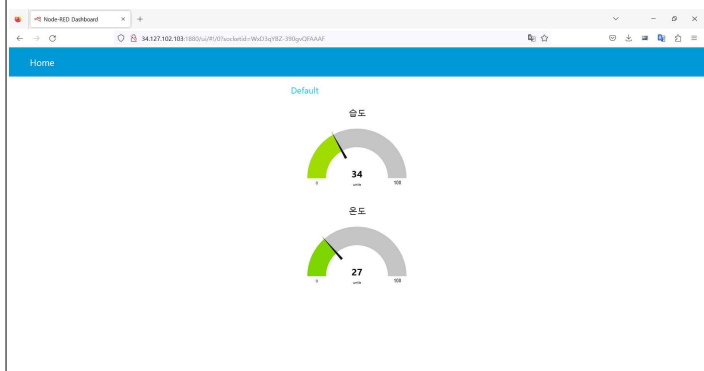 Node-RED Dashboard
34.127.102.103:1880/ui/#!/0?socketid=WxD3qYBZ-390gvQFAAAF
Home
Default
습도
34
units
0
100
온도
27
units
0
100